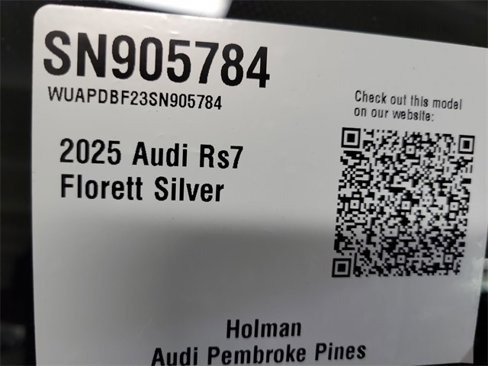 SN905784
WUAPDBF23SN905784
Check out this model
on our website:
2025 Audi Rs7
Florett Silver
Holman
Audi Pembroke Pines